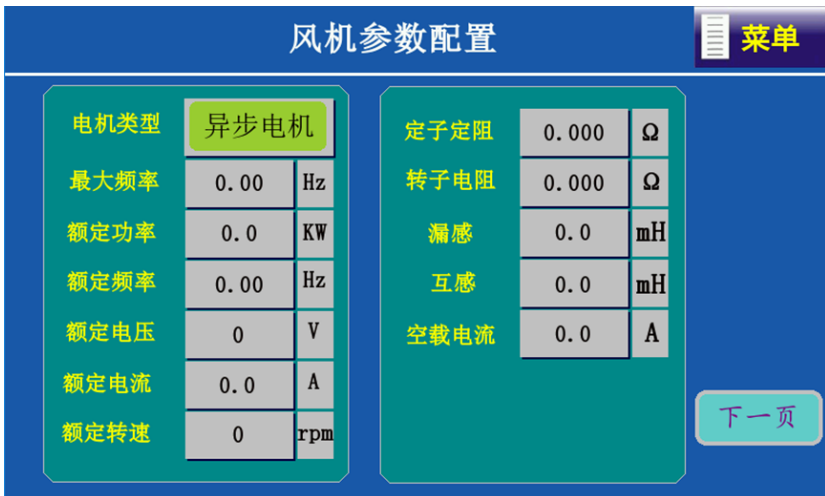 风机参数配置
菜单
电机类型 异步电机
最大频率 0.00 Hz
额定功率 0.0 KW
额定频率 0.00 Hz
额定电压 0 V
额定电流 0.0 A
额定转速 0 rpm
定子定阻 0.000 Ω
转子电阻 0.000 Ω
漏感 0.0 mH
互感 0.0 mH
空载电流 0.0 A
下一页